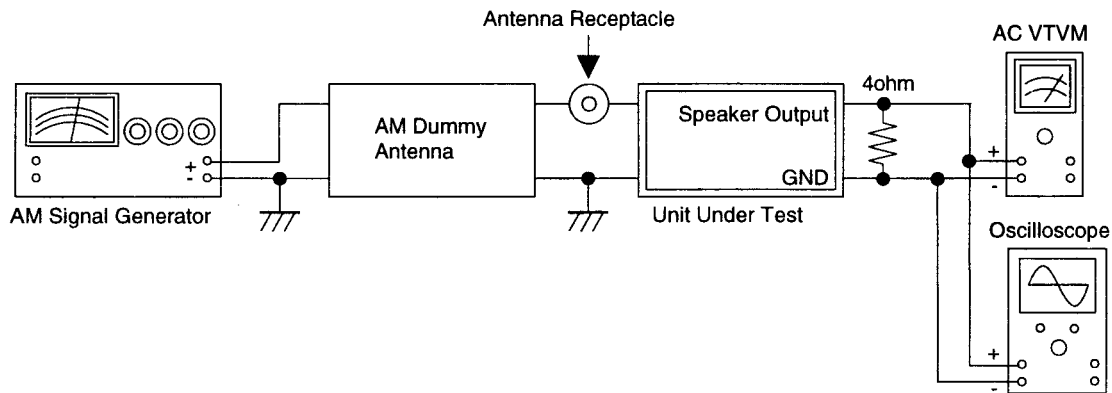 Antenna Receptacle
AC VTVM
4ohm
AM Dummy
Antenna
Speaker Output
GND
+
-
+
-
AM Signal Generator
Unit Under Test
Oscilloscope
+
-